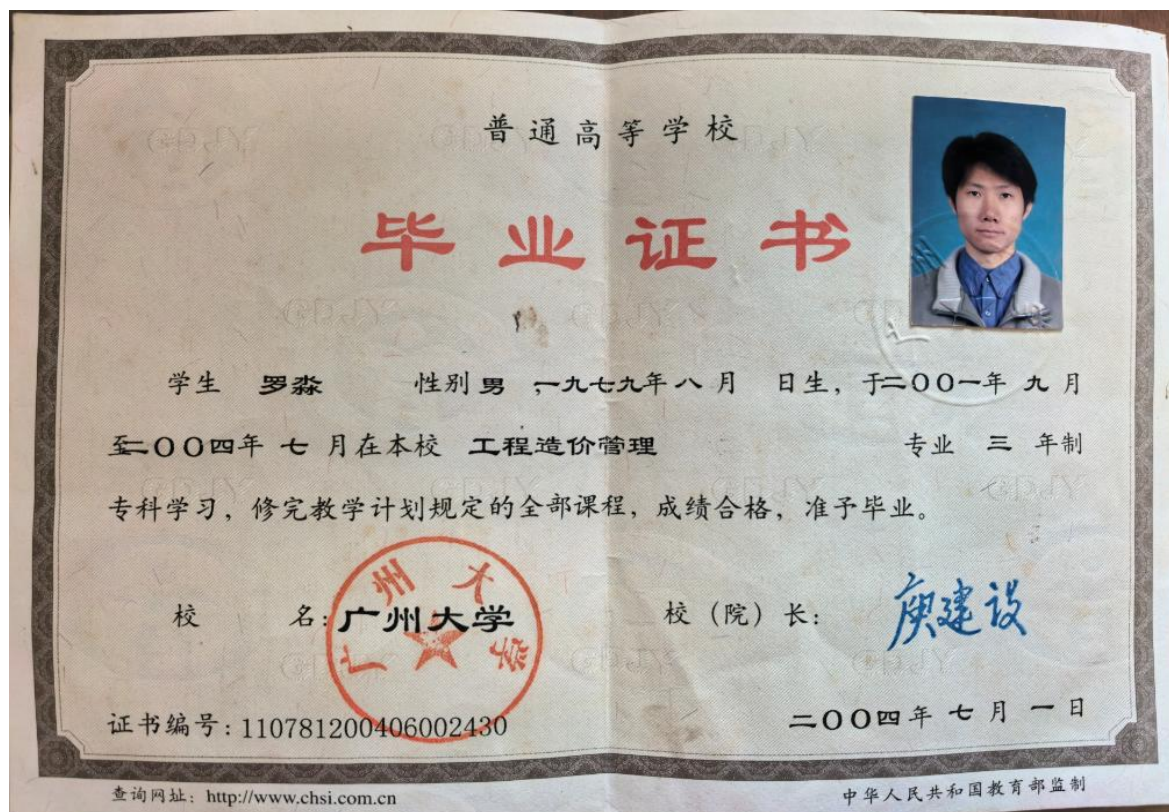 普通高等学校
毕业证书
学生 罗淼 性别 男 ,一九七九年 八 月 日生，于二〇〇一年 九 月
至二〇〇四年 七 月在本校 工程造价管理 专业 三 年制
专科学习，修完教学计划规定的全部课程，成绩合格，准予毕业。
校 名: 广州大学 校（院）长: 庾建设
广州大学
证书编号: 110781200406002430 二〇〇四年 七 月 一 日
查询网址: http://www.chsi.com.cn 中华人民共和国教育部监制